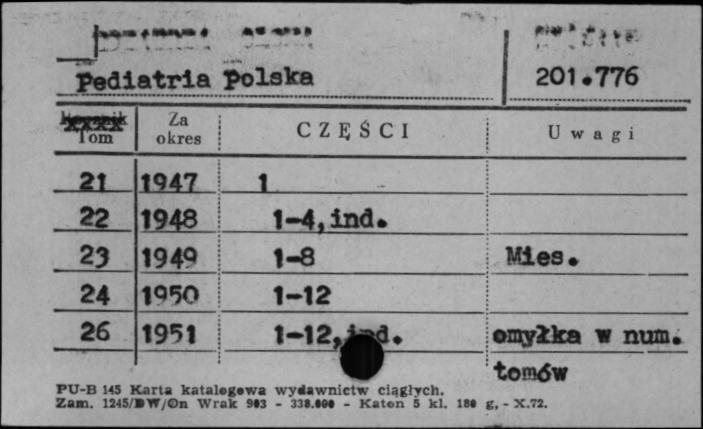 Pediatria Polska 201.776
Tom Za okres CZĘŚCI Uwagi
21 1947 1
22 1948 1-4,ind.
23 1949 1-8 Mies.
24 1950 1-12
26 1951 1-12,ind. omyłka w num.
tomów
PU-B 145 Karta katalogowa wydawnictw ciągłych.
Zam. 1245/DW/On Wrak 903 - 338.000 - Katon 5 kl. 180 g, - X.72.